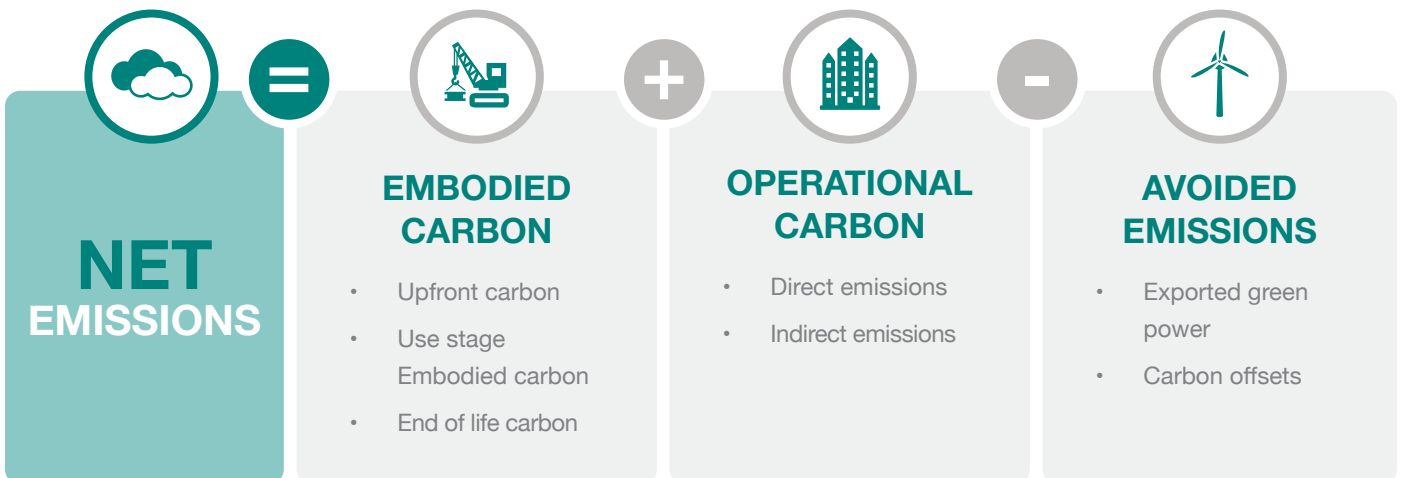 NET
EMISSIONS
=
EMBODIED
CARBON
• Upfront carbon
• Use stage
Embodied carbon
• End of life carbon
+
OPERATIONAL
CARBON
• Direct emissions
• Indirect emissions
-
AVOIDED
EMISSIONS
• Exported green
power
• Carbon offsets